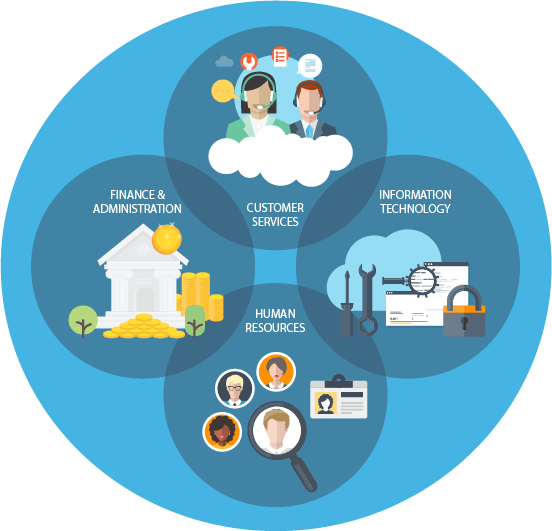 FINANCE &
ADMINISTRATION
CUSTOMER
SERVICES
INFORMATION
TECHNOLOGY
HUMAN
RESOURCES